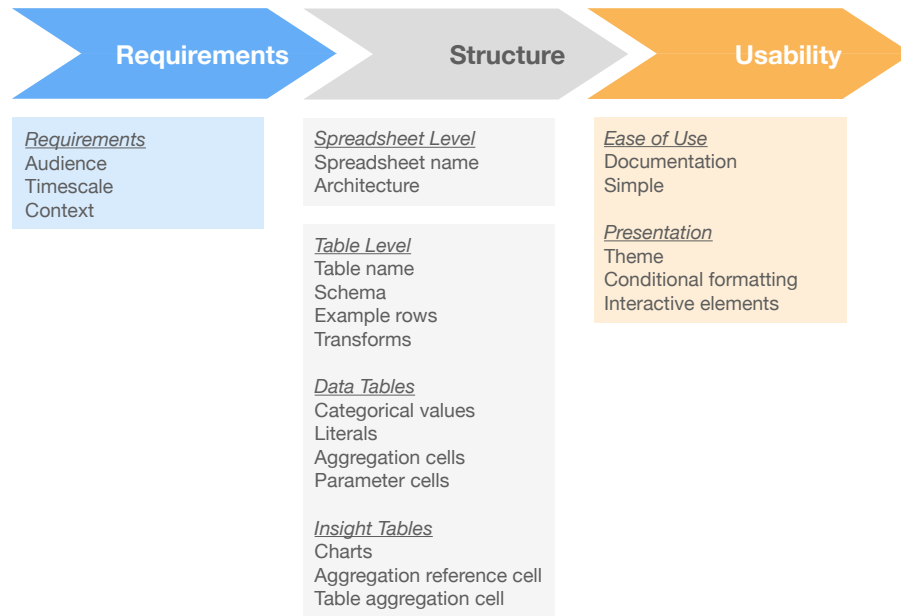 Requirements
Structure
Usability
Requirements
Audience
Timescale
Context
Spreadsheet Level
Spreadsheet name
Architecture
Table Level
Table name
Schema
Example rows
Transforms
Data Tables
Categorical values
Literals
Aggregation cells
Parameter cells
Insight Tables
Charts
Aggregation reference cell
Table aggregation cell
Ease of Use
Documentation
Simple
Presentation
Theme
Conditional formatting
Interactive elements